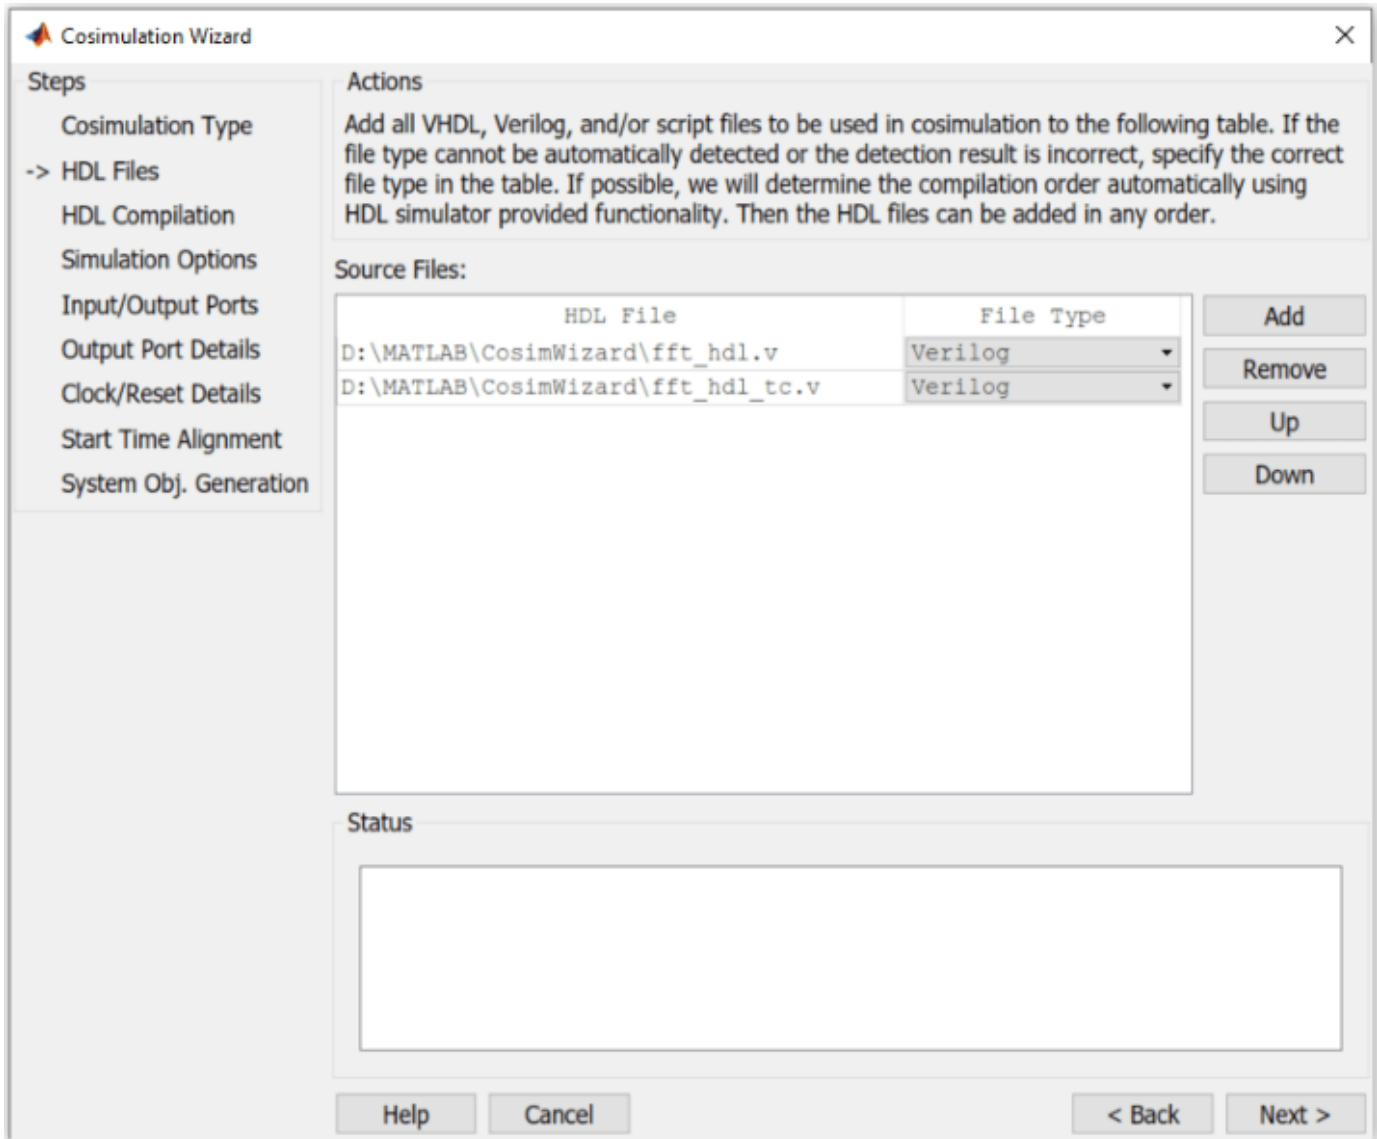 Cosimulation Wizard
Steps
Cosimulation Type
-> HDL Files
HDL Compilation
Simulation Options
Input/Output Ports
Output Port Details
Clock/Reset Details
Start Time Alignment
System Obj. Generation
Actions
Add all VHDL, Verilog, and/or script files to be used in cosimulation to the following table. If the
file type cannot be automatically detected or the detection result is incorrect, specify the correct
file type in the table. If possible, we will determine the compilation order automatically using
HDL simulator provided functionality. Then the HDL files can be added in any order.
Source Files:
HDL File File Type
D:\MATLAB\CosimWizard\fft_hdl.v Verilog
D:\MATLAB\CosimWizard\fft_hdl_tc.v Verilog
Add
Remove
Up
Down
Status
Help Cancel < Back Next >